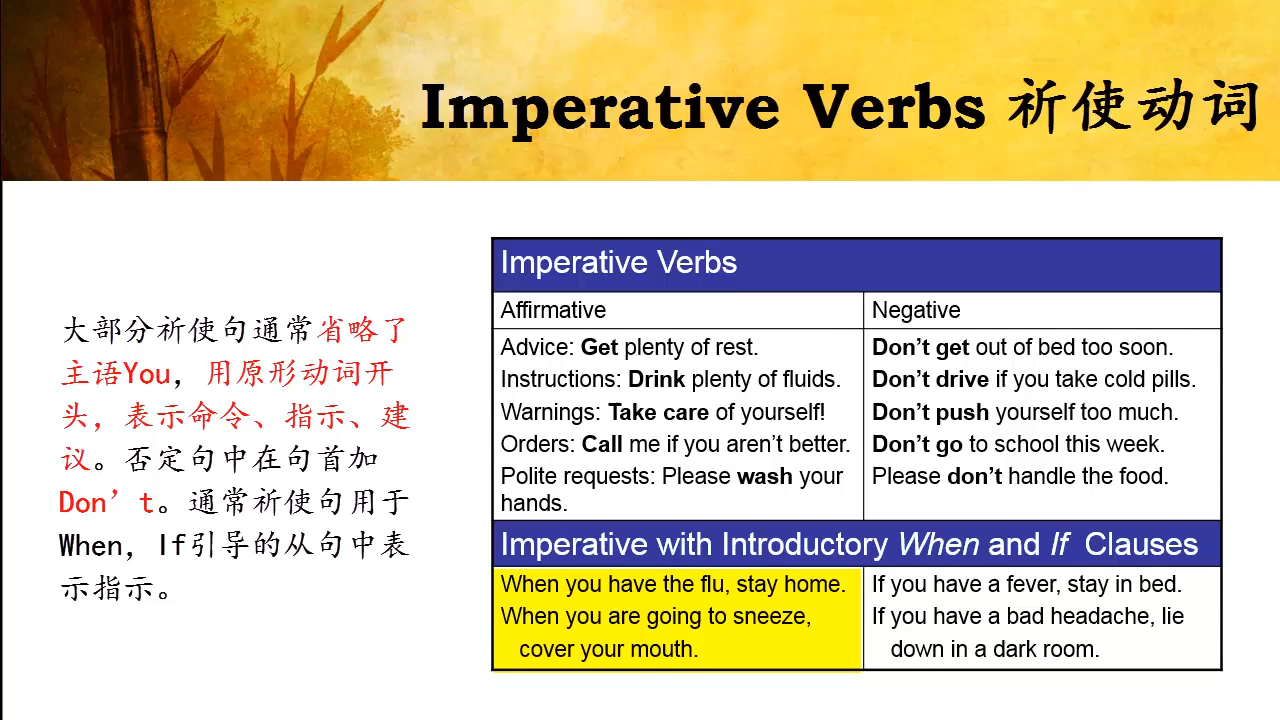 Imperative Verbs 祈使动词
大部分祈使句通常省略了
主语You，用原形动词开
头，表示命令、指示、建
议。否定句中在句首加
Don’t。通常祈使句用于
When，If引导的从句中表
示指示。
Imperative Verbs
Affirmative
Negative
Advice: Get plenty of rest.
Instructions: Drink plenty of fluids.
Warnings: Take care of yourself!
Orders: Call me if you aren’t better.
Polite requests: Please wash your
hands.
Don’t get out of bed too soon.
Don’t drive if you take cold pills.
Don’t push yourself too much.
Don’t go to school this week.
Please don’t handle the food.
Imperative with Introductory When and If Clauses
When you have the flu, stay home.
When you are going to sneeze,
cover your mouth.
If you have a fever, stay in bed.
If you have a bad headache, lie
down in a dark room.